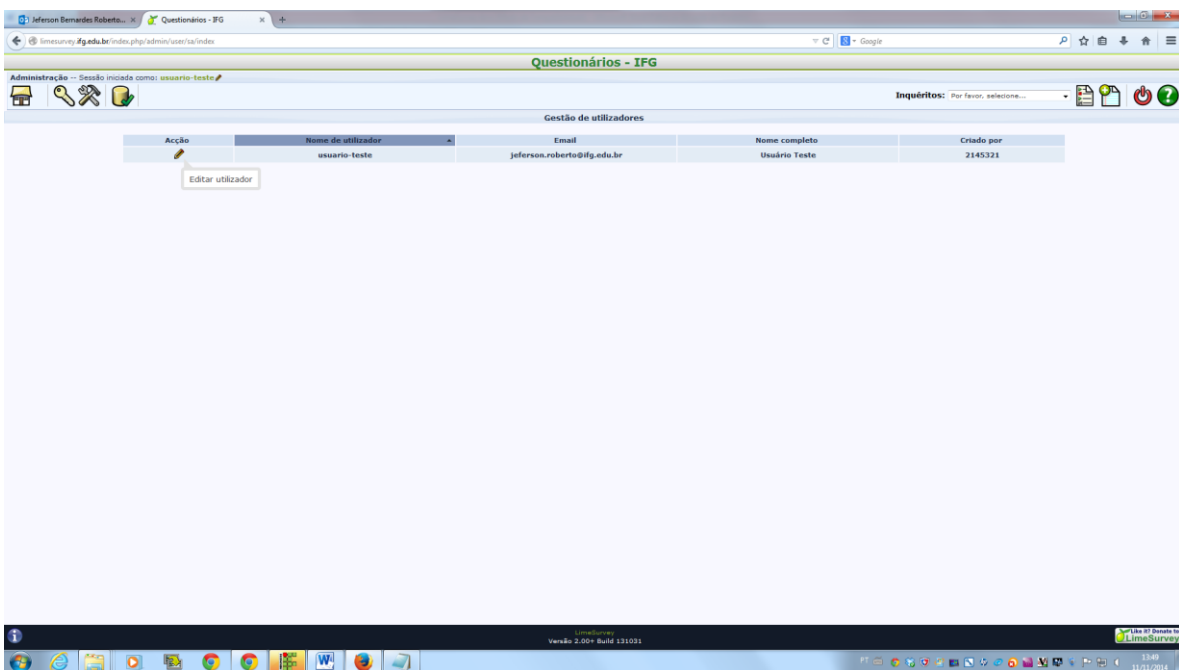 Jeferson Bernardes Roberto... × Questionários - IFG × +
limesurvey.ifg.edu.br/index.php/admin/user/sa/index Google
Questionários - IFG
Administração -- Sessão iniciada como: usuario-teste
Inquéritos: Por favor, selecione...
Gestão de utilizadores
Acção Nome de utilizador Email Nome completo Criado por
usuario-teste jeferson.roberto@ifg.edu.br Usuário Teste 2145321
Editar utilizador
LimeSurvey
Versão 2.00+ Build 131031
Like it? Donate to
LimeSurvey
PT 13:49
11/11/2014